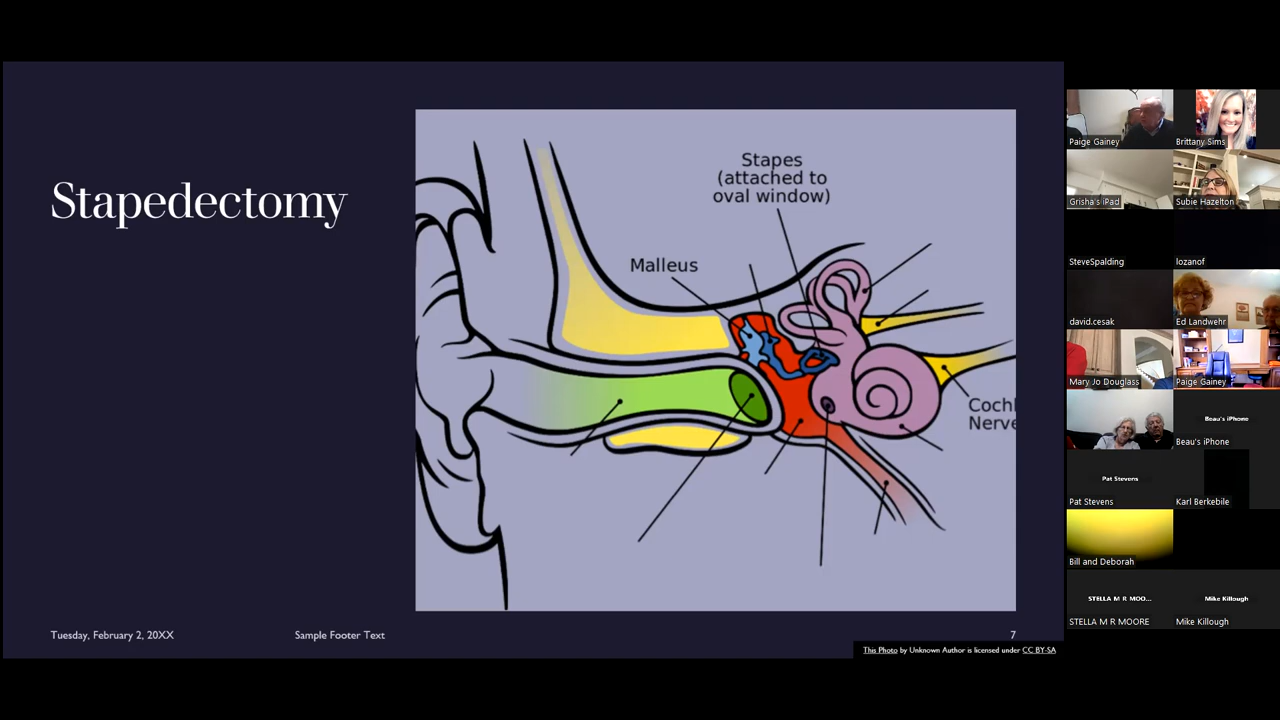 Stapedectomy
Stapes
(attached to
oval window)
Malleus
Coch
Nerve
Tuesday, February 2, 20XX
Sample Footer Text
7
This Photo by Unknown Author is licensed under CC BY-SA
Paige Gainey
Brittany Sims
Grisha's iPad
Subie Hazelton
SteveSpalding
lozanof
david.cesak
Ed Landwehr
Mary Jo Douglass
Paige Gainey
Beau's iPhone
Beau's iPhone
Pat Stevens
Pat Stevens
Karl Berkebile
Bill and Deborah
STELLA M R MOO...
STELLA M R MOORE
Mike Killough
Mike Killough